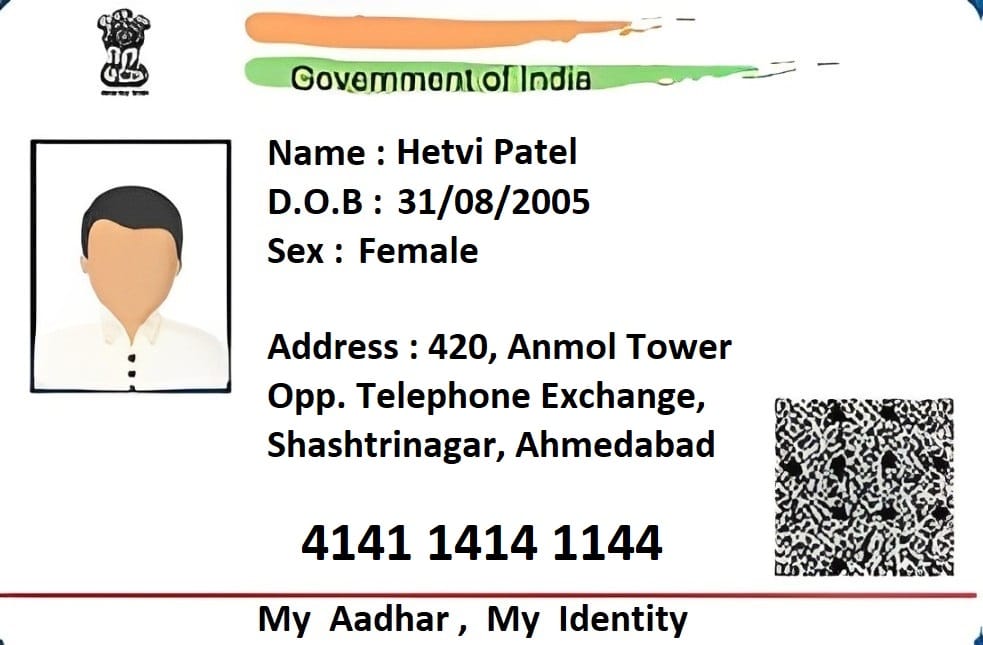 Government of India
Name : Hetvi Patel
D.O.B : 31/08/2005
Sex : Female
Address : 420, Anmol Tower
Opp. Telephone Exchange,
Shashtrinagar, Ahmedabad
4141 1414 1144
My Aadhar , My Identity